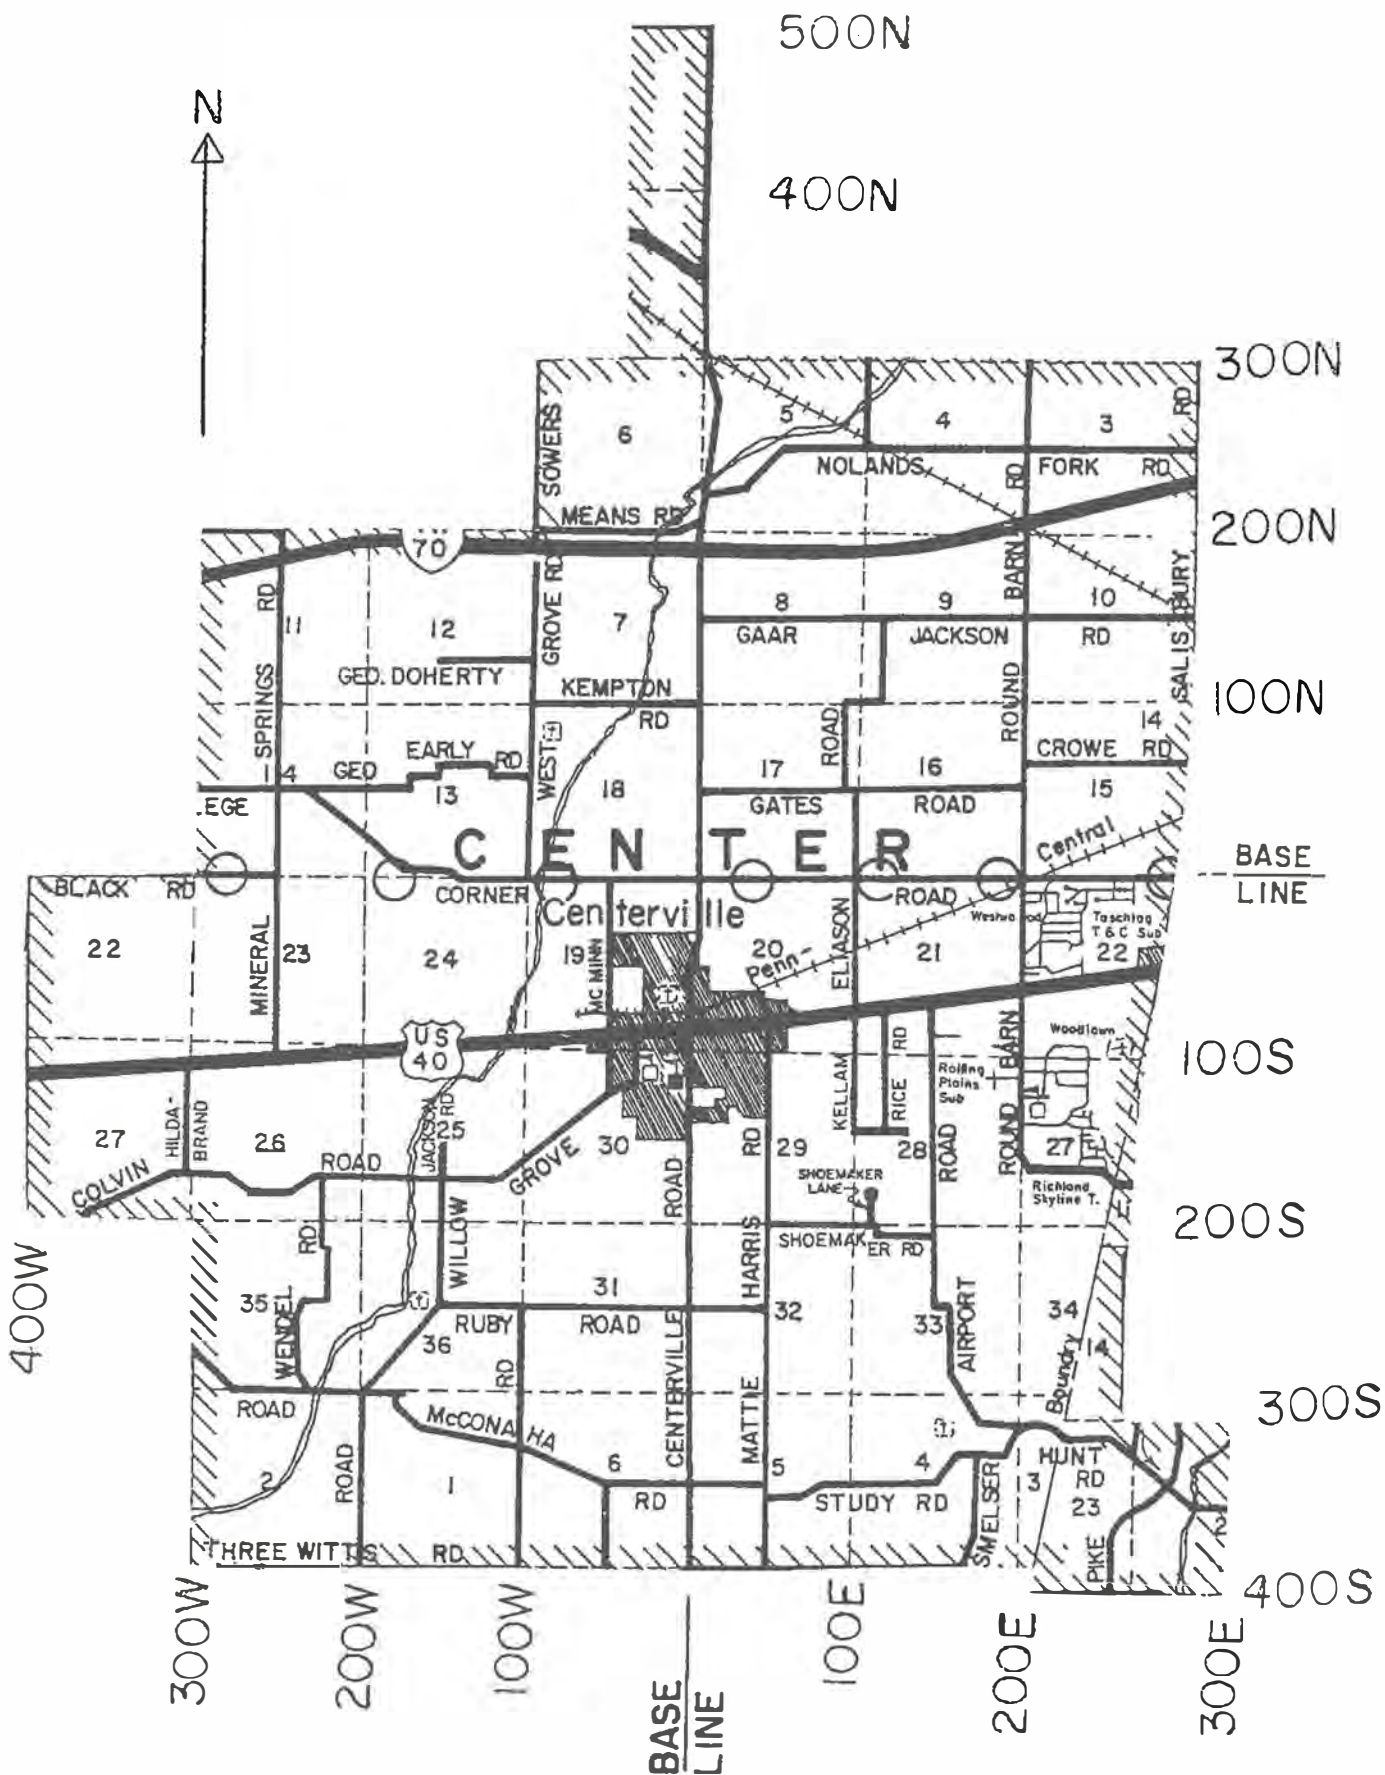 500N
N
400N
300N
5
4
3
RD
6
SOWERS
NOLANDS
RD
FORK
RD
MEANS RD
200N
70
RD
GROVE RD
BARN
SALISBURY
8
9
10
11
12
7
GAAR
JACKSON
RD
GEO. DOHERTY
KEMPTON
RD
SPRINGS
ROUND
100N
14
ROAD
CROWE RD
EARLY
RD
GEO
WEST
17
16
15
4
13
18
GATES
ROAD
LEGE
CENTER
Central
BASE
LINE
BLACK
RD
CORNER
ROAD
Centerville
Taschlag
T & C Sub
22
23
24
19
20
21
22
MINERAL
MC MINN
Penn-
ELIASON
US
40
Woodlawn
100S
BARN
Rolling
Plains
Sub
KELLAM
RICE RD
HILDA-
BRAND
JACKSON RD
27
26
25
30
29
28
27
ROUND
COLVIN
ROAD
GROVE
RD
ROAD
SHOEMAKER
LANE
ROAD
Richland
Skyline T.
200S
SHOEMAKER RD
RD
WILLOW
HARRIS
400W
35
31
32
33
34
WENDEL
RUBY
ROAD
36
CENTERVILLE
AIRPORT
14
Boundry
300S
ROAD
McCONAHA
RD
MATTIE
HUNT
RD
2
1
6
5
4
3
23
ROAD
RD
STUDY RD
SMELSER
PIKE
THREE WITTS RD
400S
300W
200W
100W
BASE
LINE
100E
200E
300E